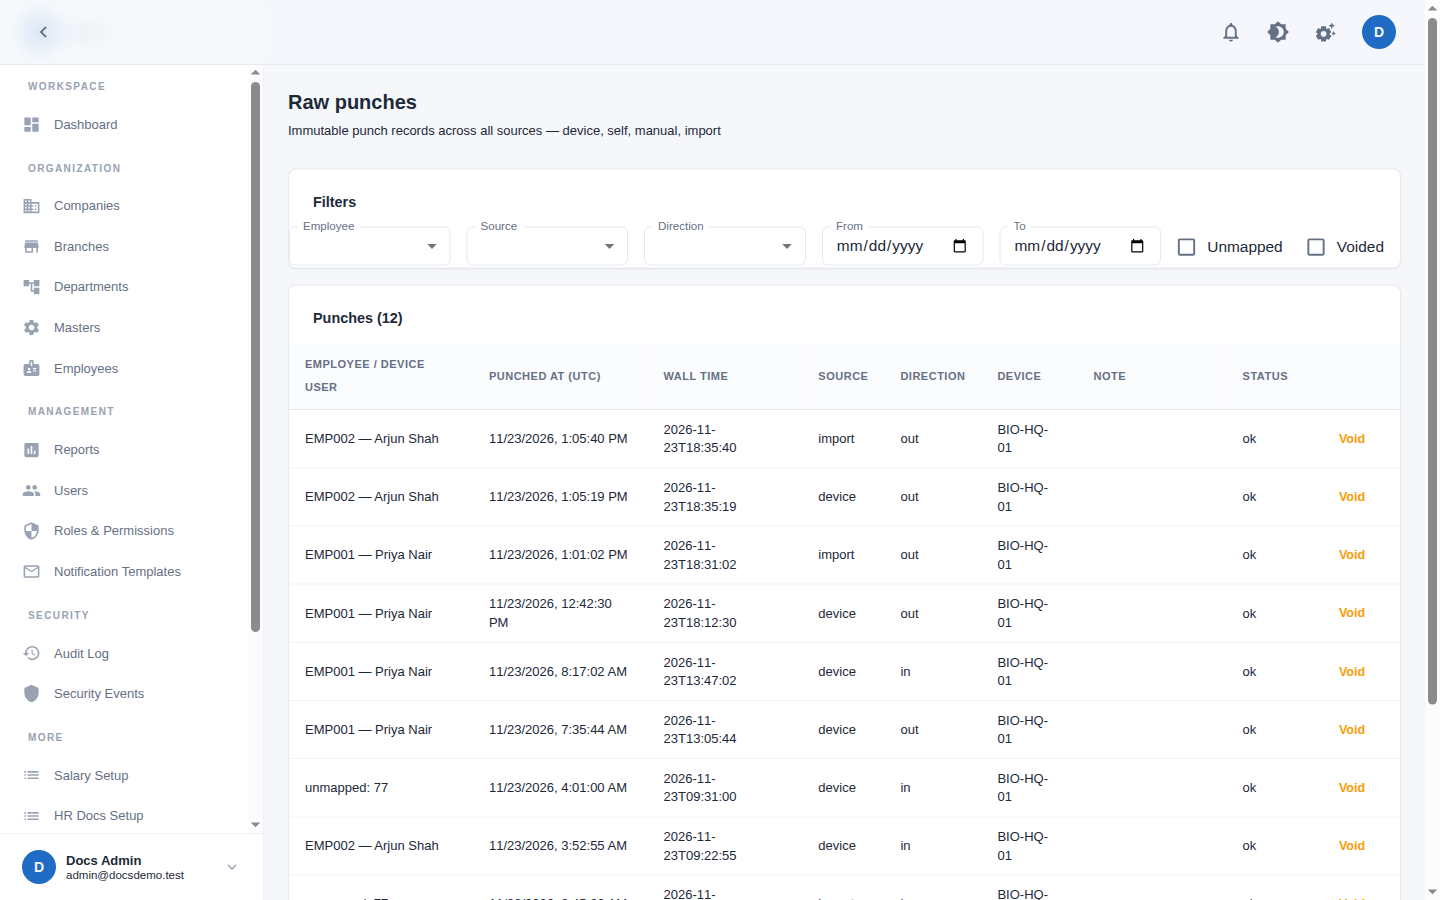 D
WORKSPACE
Dashboard
ORGANIZATION
Companies
Branches
Departments
Masters
Employees
MANAGEMENT
Reports
Users
Roles & Permissions
Notification Templates
SECURITY
Audit Log
Security Events
MORE
Salary Setup
HR Docs Setup
D
Docs Admin
admin@docsdemo.test
Raw punches
Immutable punch records across all sources — device, self, manual, import
Filters
Employee Source Direction From To
mm/dd/yyyy mm/dd/yyyy Unmapped Voided
Punches (12)
EMPLOYEE / DEVICE
USER PUNCHED AT (UTC) WALL TIME SOURCE DIRECTION DEVICE NOTE STATUS
EMP002 — Arjun Shah 11/23/2026, 1:05:40 PM 2026-11- import out BIO-HQ- ok Void
23T18:35:40 01
EMP002 — Arjun Shah 11/23/2026, 1:05:19 PM 2026-11- device out BIO-HQ- ok Void
23T18:35:19 01
EMP001 — Priya Nair 11/23/2026, 1:01:02 PM 2026-11- import out BIO-HQ- ok Void
23T18:31:02 01
EMP001 — Priya Nair 11/23/2026, 12:42:30 2026-11- device out BIO-HQ- ok Void
PM 23T18:12:30 01
EMP001 — Priya Nair 11/23/2026, 8:17:02 AM 2026-11- device in BIO-HQ- ok Void
23T13:47:02 01
EMP001 — Priya Nair 11/23/2026, 7:35:44 AM 2026-11- device out BIO-HQ- ok Void
23T13:05:44 01
unmapped: 77 11/23/2026, 4:01:00 AM 2026-11- device in BIO-HQ- ok Void
23T09:31:00 01
EMP002 — Arjun Shah 11/23/2026, 3:52:55 AM 2026-11- device in BIO-HQ- ok Void
23T09:22:55 01
2026-11- BIO-HQ-